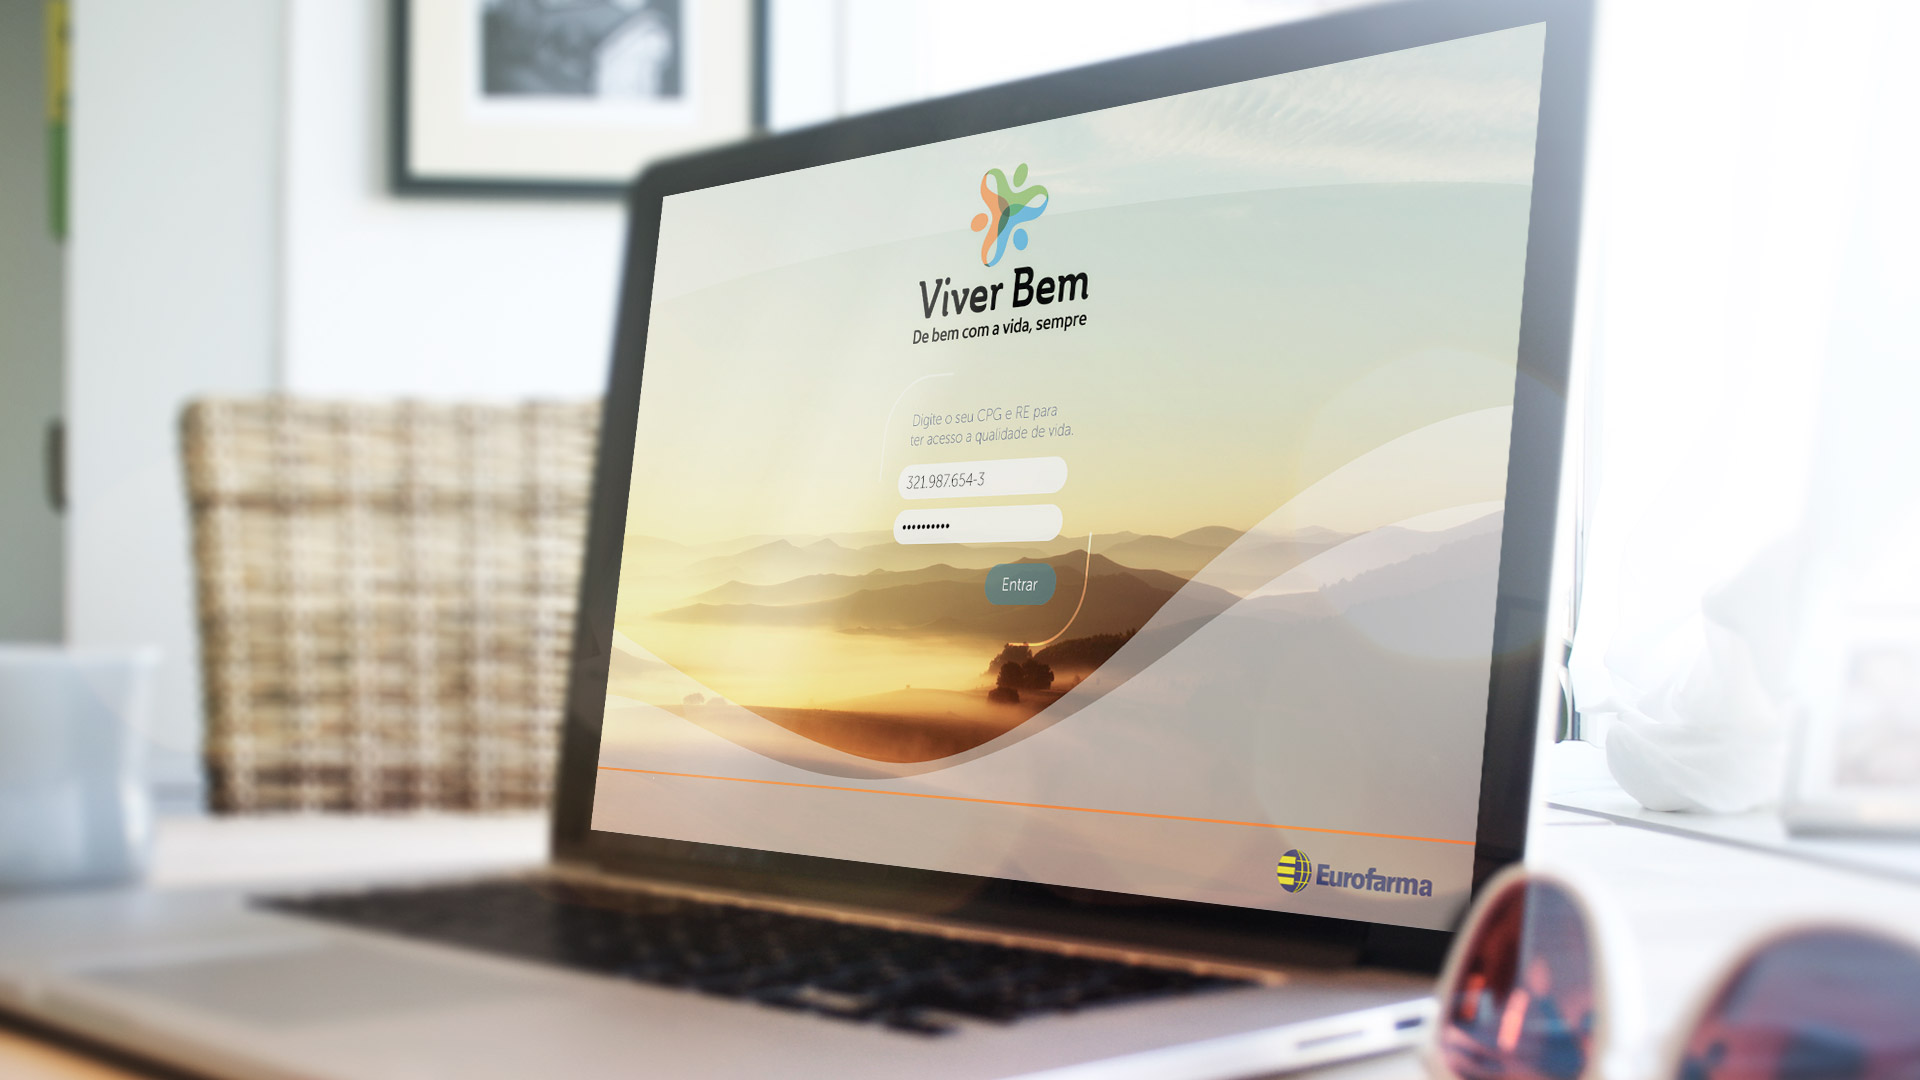 Viver Bem
De bem com a vida, sempre
Digite o seu CPG e RE para
ter acesso a qualidade de vida.
321.987.654-3
••••••••••
Entrar
Eurofarma